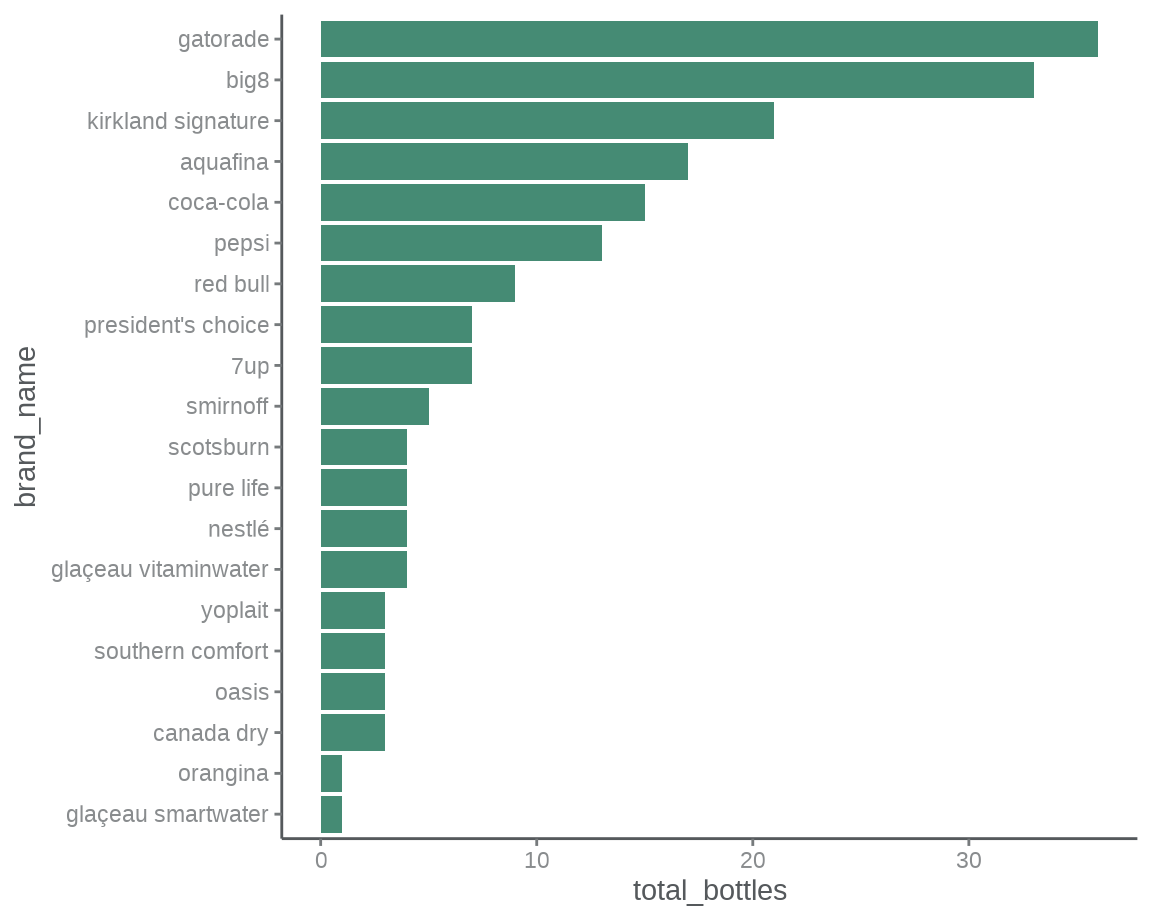 gatorade
big8
kirkland signature
aquafina
coca-cola
pepsi
red bull
president's choice
7up
smirnoff
scotsburn
pure life
nestlé
glaçeau vitaminwater
yoplait
southern comfort
oasis
canada dry
orangina
glaçeau smartwater
brand_name
0 10 20 30
total_bottles